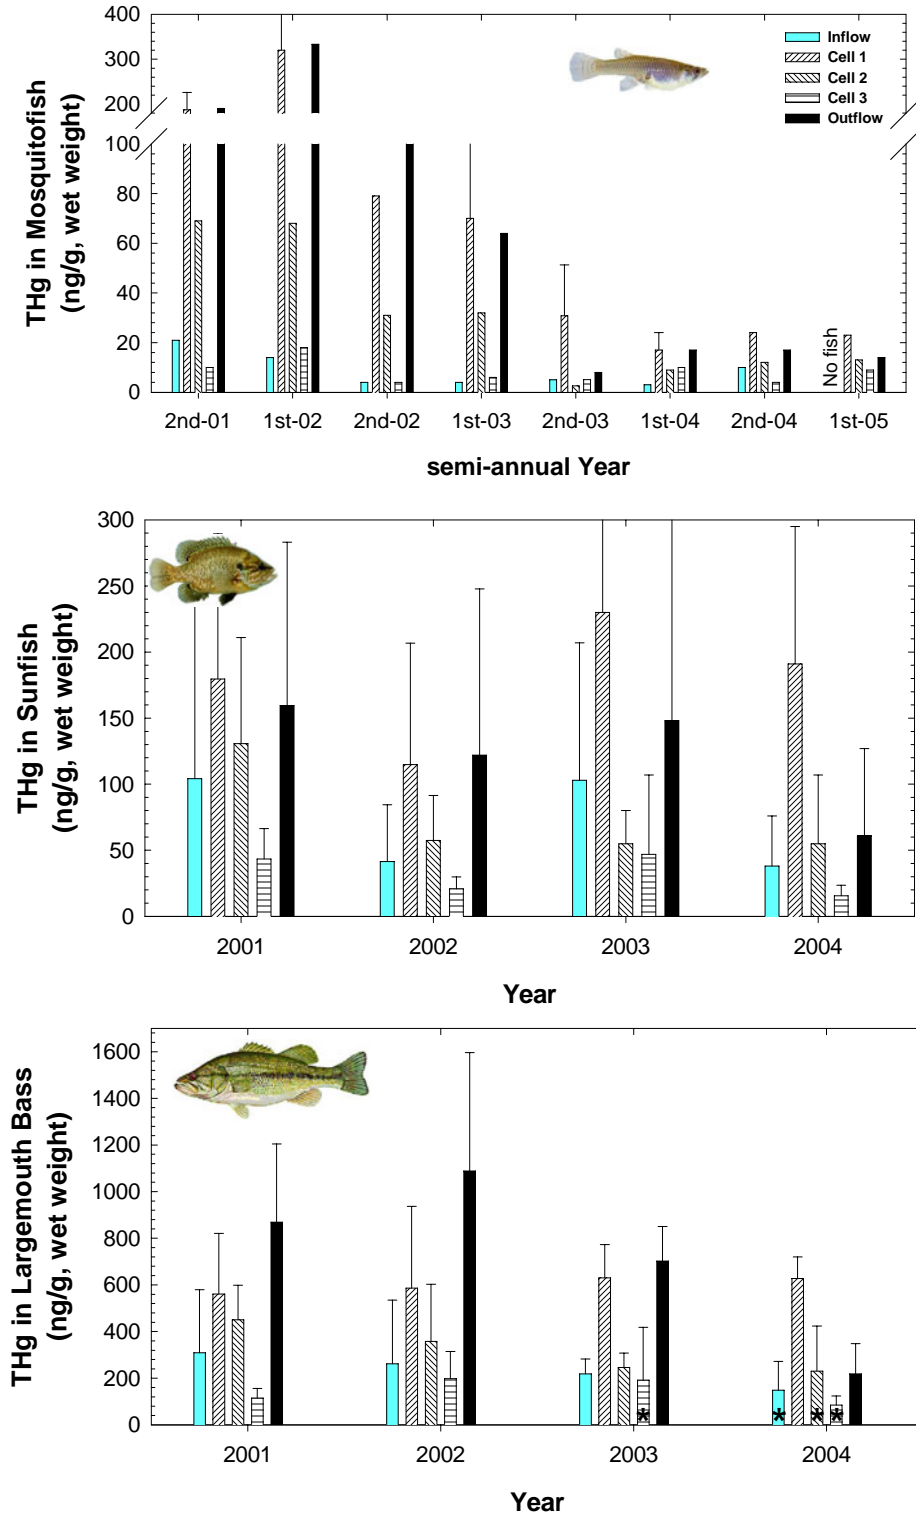 400
300
200
100
80
60
40
20
0
THg in Mosquitofish
(ng/g, wet weight)
Inflow
Cell 1
Cell 2
Cell 3
Outflow
No fish
2nd-01 1st-02 2nd-02 1st-03 2nd-03 1st-04 2nd-04 1st-05
semi-annual Year
300
250
200
150
100
50
0
THg in Sunfish
(ng/g, wet weight)
2001 2002 2003 2004
Year
1600
1400
1200
1000
800
600
400
200
0
THg in Largemouth Bass
(ng/g, wet weight)
* * * *
2001 2002 2003 2004
Year